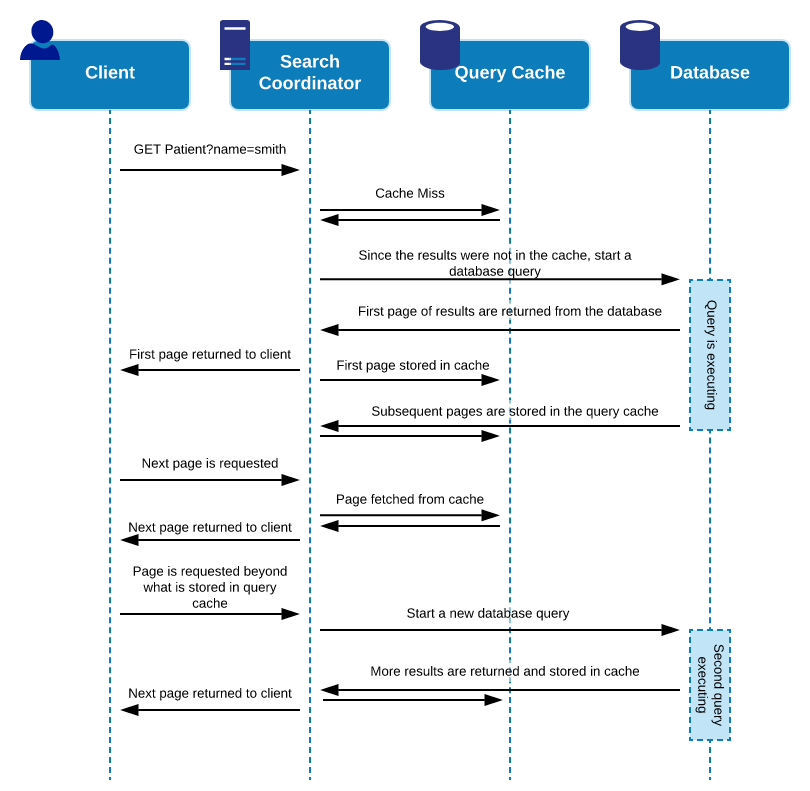 Client
Search
Coordinator
Query Cache
Database
GET Patient?name=smith
Cache Miss
Since the results were not in the cache, start a
database query
First page of results are returned from the database
Query is executing
First page returned to client
First page stored in cache
Subsequent pages are stored in the query cache
Next page is requested
Page fetched from cache
Next page returned to client
Page is requested beyond
what is stored in query
cache
Start a new database query
Second query
executing
More results are returned and stored in cache
Next page returned to client